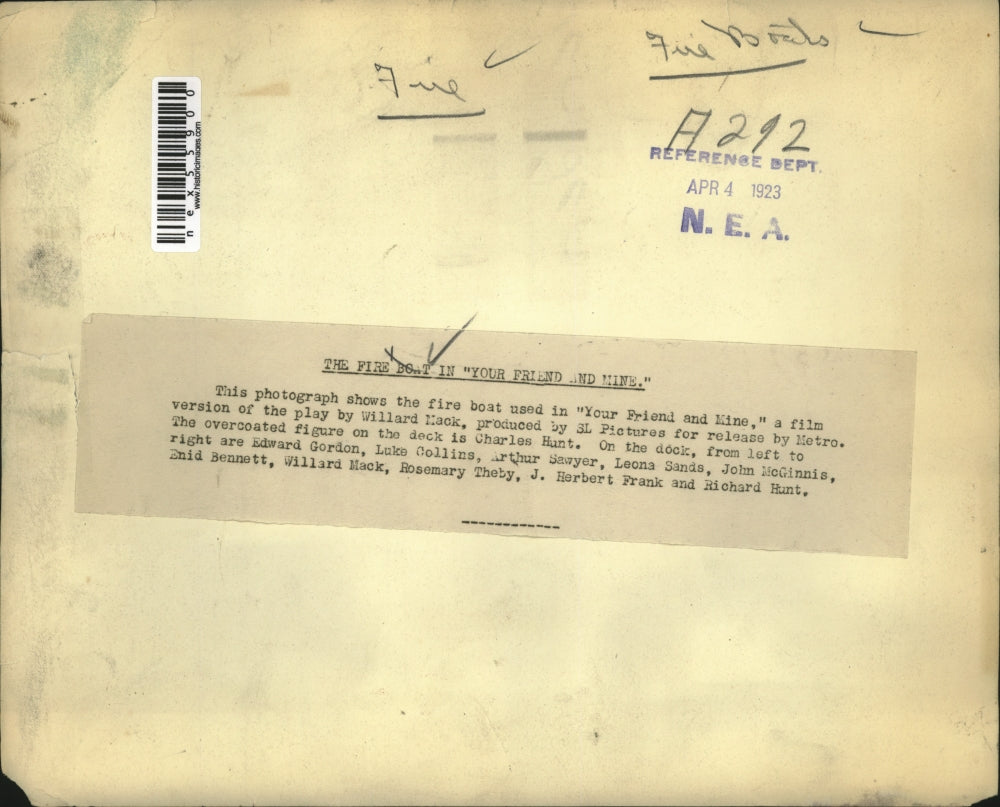 Fire
Fire Boats
A292
REFERENCE DEPT.
APR 4 1923
N. E. A.
nex55900
www.historicimages.com
THE FIRE BOAT IN "YOUR FRIEND AND MINE."
This photograph shows the fire boat used in "Your Friend and Mine," a film
version of the play by Willard Mack, produced by SL Pictures for release by Metro.
The overcoated figure on the deck is Charles Hunt. On the dock, from left to
right are Edward Gordon, Luke Collins, Arthur Sawyer, Leona Sands, John McGinnis,
Enid Bennett, Willard Mack, Rosemary Theby, J. Herbert Frank and Richard Hunt.
------------